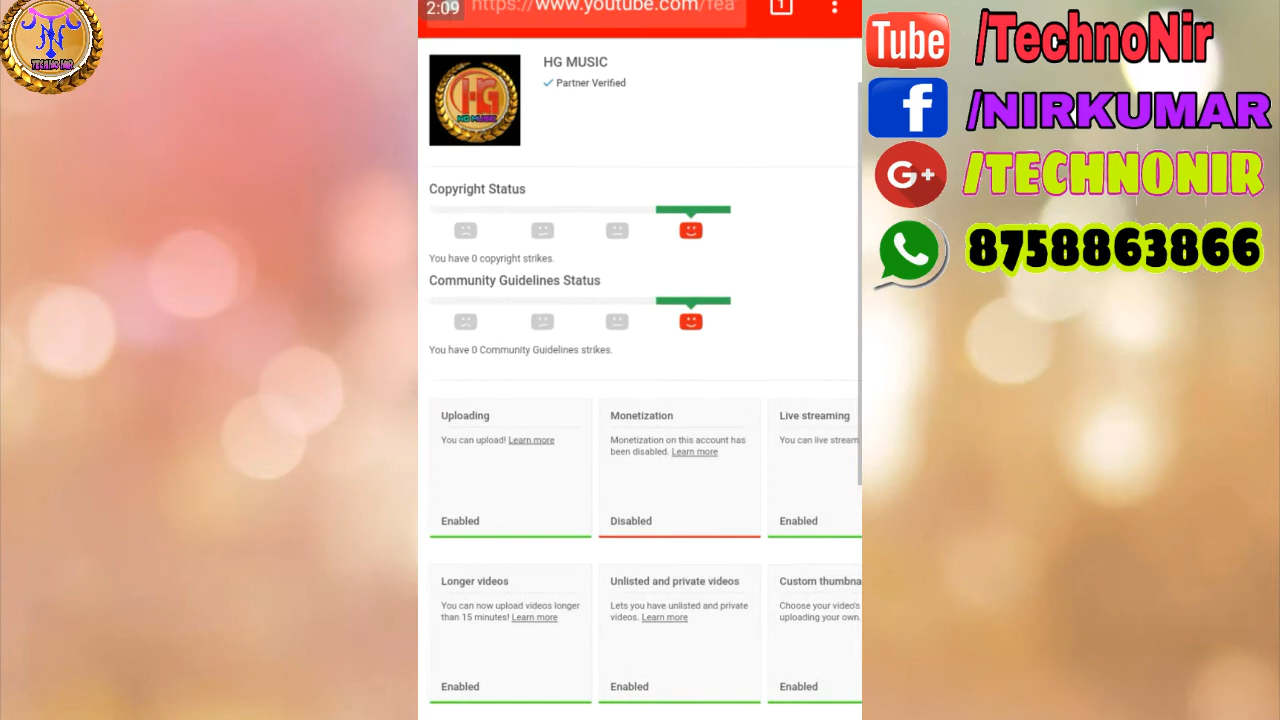 TECHNO NIR
2:09
https://www.youtube.com/fea
1
HG MUSIC
Partner Verified
HG
HG MUSIC
Copyright Status
You have 0 copyright strikes.
Community Guidelines Status
You have 0 Community Guidelines strikes.
Uploading
You can upload! Learn more
Enabled
Monetization
Monetization on this account has
been disabled. Learn more
Disabled
Live streaming
You can live stream
Enabled
Longer videos
You can now upload videos longer
than 15 minutes! Learn more
Enabled
Unlisted and private videos
Lets you have unlisted and private
videos. Learn more
Enabled
Custom thumbna
Choose your video's
uploading your own.
Enabled
Tube /TechnoNir
f /NIRKUMAR
G+ /TECHNONIR
8758863866